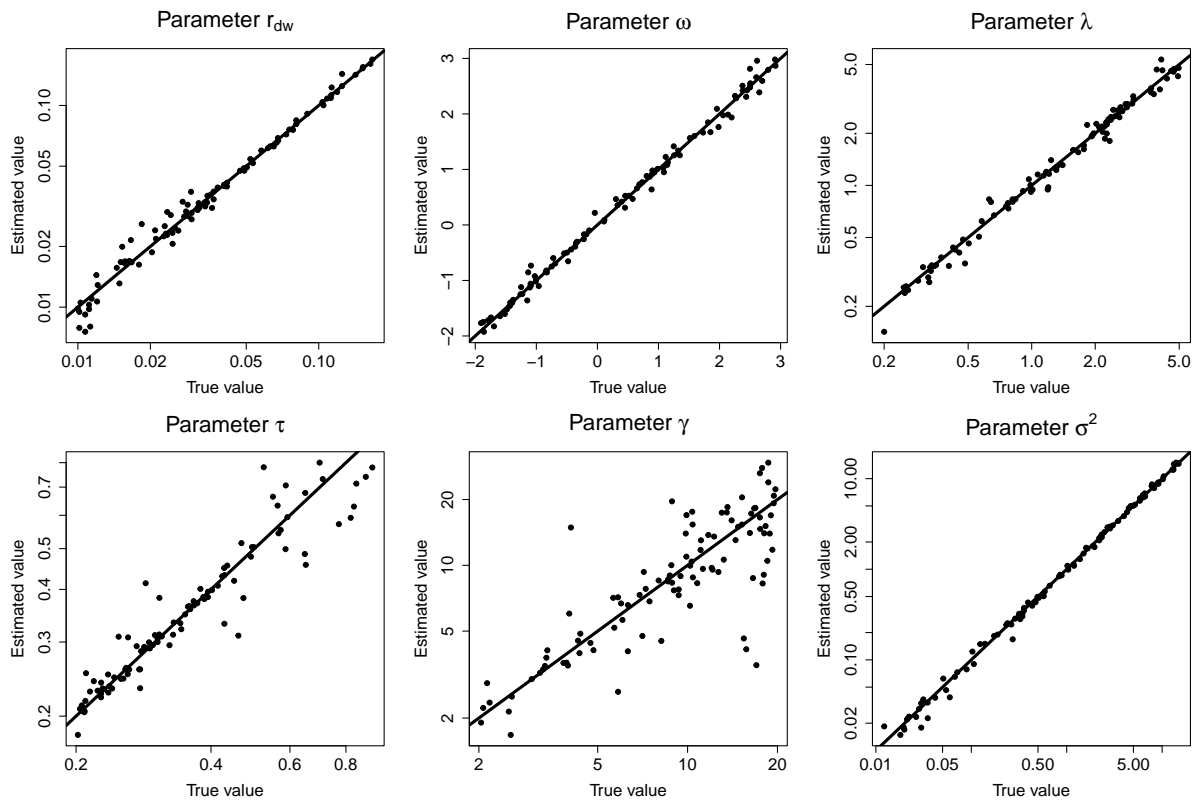 Parameter r_dw
Estimated value
0.10
0.05
0.02
0.01
0.01 0.02 0.05 0.10
True value
Parameter ω
Estimated value
3
2
1
0
−1
−2
−2 −1 0 1 2 3
True value
Parameter λ
Estimated value
5.0
2.0
1.0
0.5
0.2
0.2 0.5 1.0 2.0 5.0
True value
Parameter τ
Estimated value
0.7
0.5
0.4
0.3
0.2
0.2 0.4 0.6 0.8
True value
Parameter γ
Estimated value
20
10
5
2
2 5 10 20
True value
Parameter σ²
Estimated value
10.00
2.00
0.50
0.10
0.02
0.01 0.05 0.50 5.00
True value